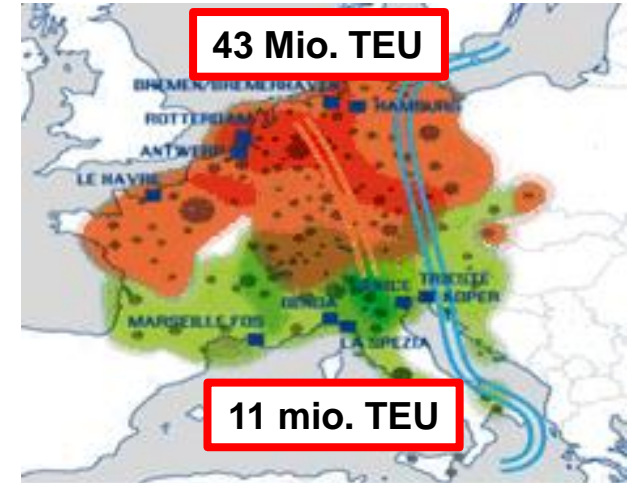 43 Mio. TEU
BREMEN/BREMERHAVEN
HAMBURG
ROTTERDAM
ANTWERP
LE HAVRE
TRIESTE
KOPER
GENOA
MARSEILLE FOS
LA SPEZIA
11 mio. TEU